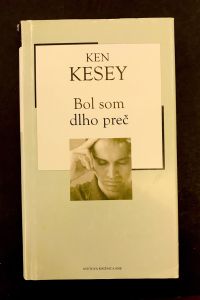 KEN
KESEY
Bol som
dlho preč